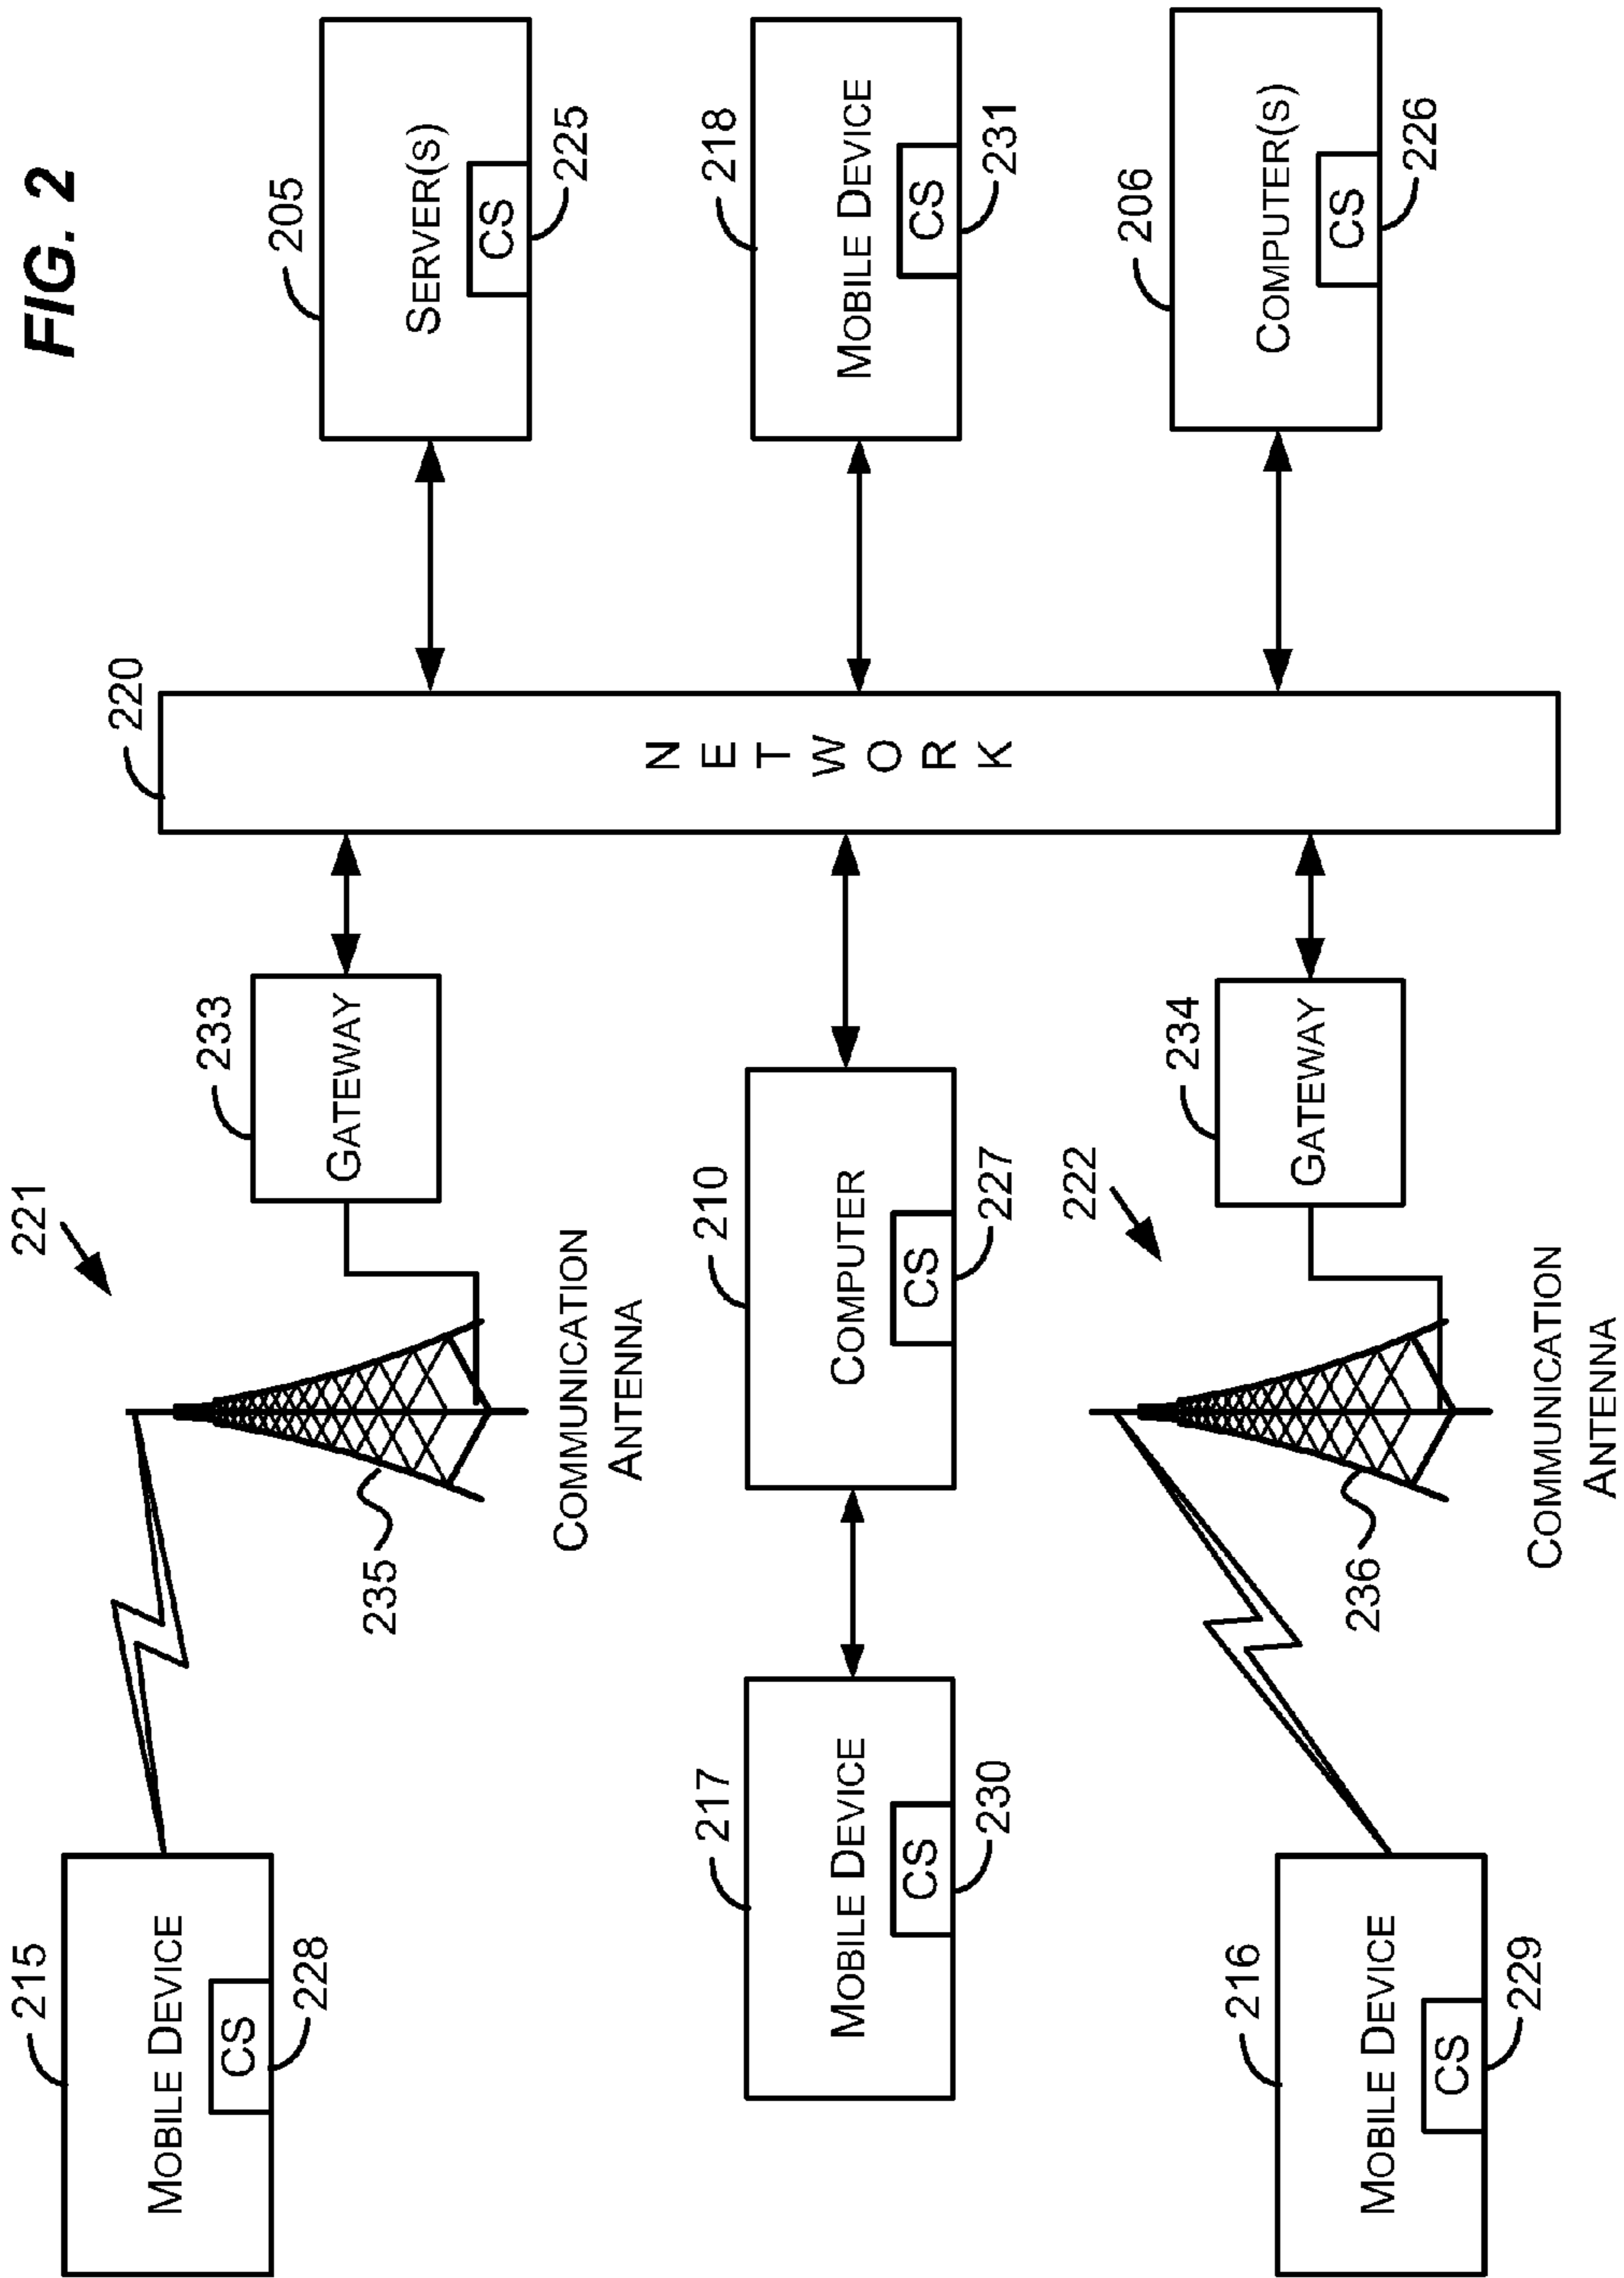 FIG. 2
215
MOBILE DEVICE
CS
228
221
235
COMMUNICATION
ANTENNA
233
GATEWAY
220
NETWORK
205
SERVER(S)
CS
225
217
MOBILE DEVICE
CS
230
210
COMPUTER
CS
227
218
MOBILE DEVICE
CS
231
216
MOBILE DEVICE
CS
229
222
236
COMMUNICATION
ANTENNA
234
GATEWAY
206
COMPUTER(S)
CS
226